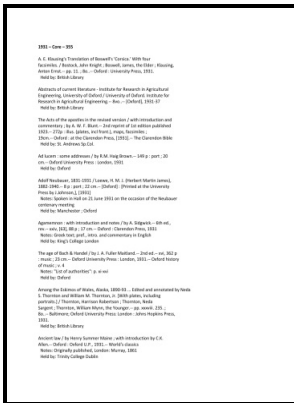 1931 – Core – 355
A. E. Klausing's Translation of Boswell's 'Corsica.' With four
facsimiles. / Bostock, John Knight ; Boswell, James, the Elder ; Klausing,
Anton Ernst. – pp. 11. ; 8o. – Oxford : University Press, 1931.
Held by: British Library
Abstracts of current literature - Institute for Research in Agricultural
Engineering, University of Oxford / University of Oxford. Institute for
Research in Agricultural Engineering. – 8vo. ; – [Oxford], 1931-37
Held by: British Library
The Acts of the apostles in the revised version / with introduction and
commentary / by A. W. F. Blunt. – 2nd reprint of 1st edition published
1923. – 272p : illus. (plates, incl front.), maps, facsimiles ;
19cm. – Oxford : at the Clarendon Press, [1931]. – The Clarendon Bible
Held by: St. Andrews Sp.Col.
Ad lucem : some addresses / by R.M. Haig Brown. – 149 p : port ; 20
cm. – Oxford University Press : London, 1931
Held by: Oxford
Adolf Neubauer, 1831-1931 / Loewe, H. M. J. (Herbert Martin James),
1882-1940. – 8 p : port ; 22 cm. – [Oxford] : [Printed at the University
Press by J.Johnson,], [1931]
Notes: Spoken in Hall on 21 June 1931 on the occasion of the Neubauer
centenary meeting
Held by: Manchester ; Oxford
Agamemnon : with introduction and notes / by A. Sidgwick. – 6th ed.,
rev. – xxiv, [63], 68 p ; 17 cm. – Oxford : Clarendon Press, 1931
Notes: Greek text; pref., intro. and commentary in English
Held by: King's College London
The age of Bach & Handel / by J. A. Fuller Maitland. – 2nd ed. – xxi, 362 p
: music ; 23 cm. – Oxford University Press : London, 1931. – Oxford history
of music ; v. 4
Notes: "List of authorities": p. xi-xvi
Held by: Oxford
Among the Eskimos of Wales, Alaska, 1890-93 ... Edited and annotated by Neda
S. Thornton and William M. Thornton, Jr. [With plates, including
portraits.] / Thornton, Harrison Robertson ; Thornton, Neda
Sargent ; Thornton, William Mynn, the Younger. – pp. xxxviii. 235. ;
8o. – Baltimore; Oxford University Press: London : Johns Hopkins Press,
1931.
Held by: British Library
Ancient law / by Henry Sumner Maine ; with introduction by C.K.
Allen. – Oxford : Oxford U.P., 1931. – World's classics
Notes: Originally published, London: Murray, 1861
Held by: Trinity College Dublin